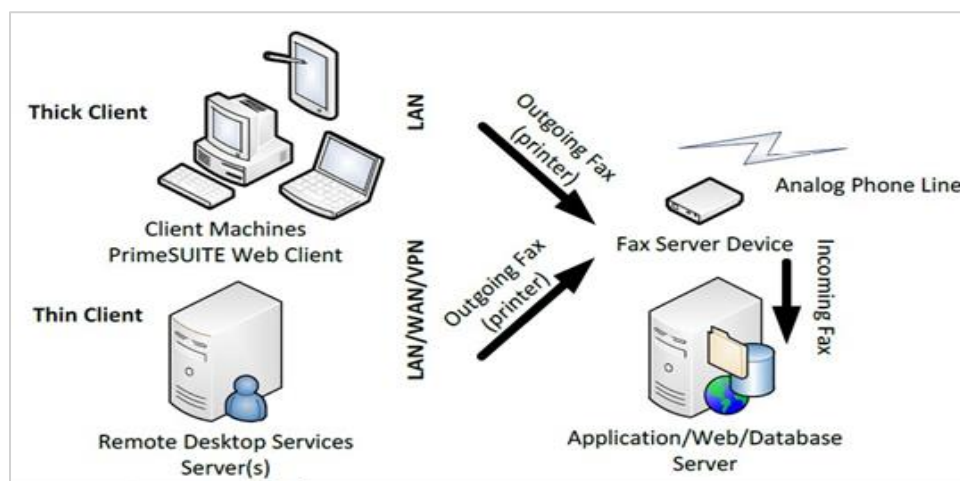 Thick Client
LAN
Outgoing Fax
(printer)
Analog Phone Line
Client Machines
PrimeSUITE Web Client
Fax Server Device
Thin Client
LAN/WAN/VPN
Outgoing Fax
(printer)
Incoming Fax
Remote Desktop Services
Server(s)
Application/Web/Database
Server